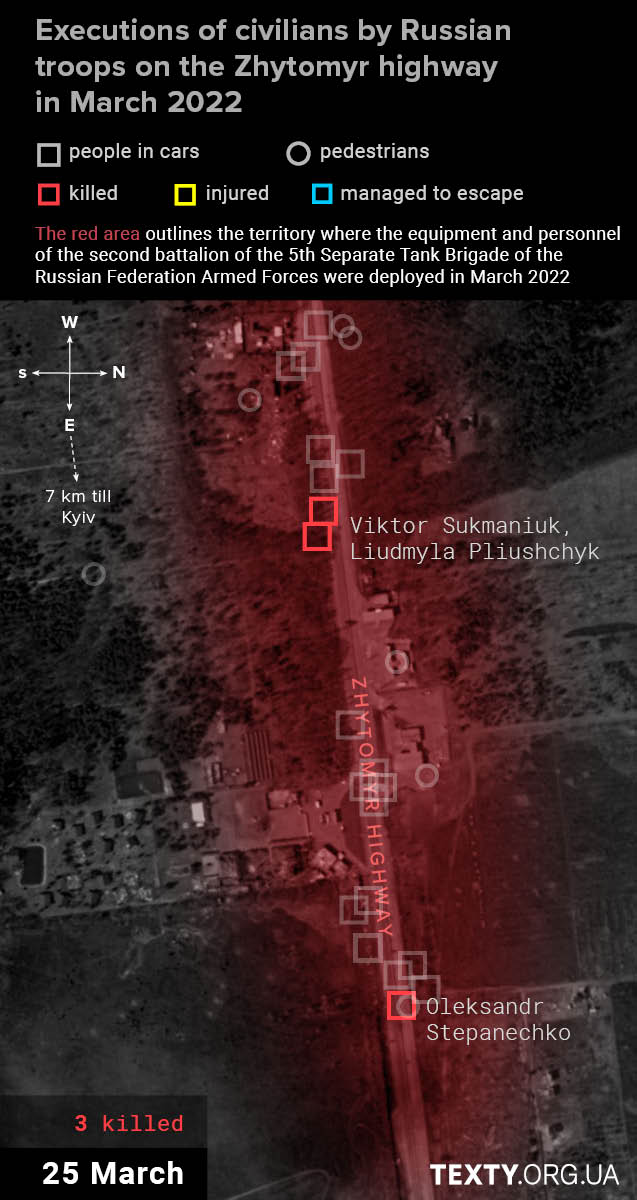 Executions of civilians by Russian
troops on the Zhytomyr highway
in March 2022
people in cars
pedestrians
killed
injured
managed to escape
The red area outlines the territory where the equipment and personnel
of the second battalion of the 5th Separate Tank Brigade of the
Russian Federation Armed Forces were deployed in March 2022
W
s
N
E
7 km till
Kyiv
Viktor Sukmaniuk,
Liudmyla Pliushchyk
ZHYTOMYR HIGHWAY
Oleksandr
Stepanechko
3 killed
25 March
TEXTY.ORG.UA